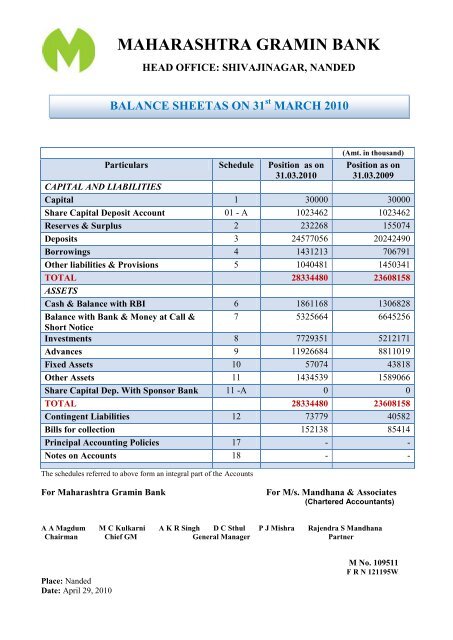 MAHARASHTRA GRAMIN BANK
HEAD OFFICE: SHIVAJINAGAR, NANDED
BALANCE SHEETAS ON 31st MARCH 2010
(Amt. in thousand)
Particulars Schedule Position as on 31.03.2010 Position as on 31.03.2009
CAPITAL AND LIABILITIES
Capital 1 30000 30000
Share Capital Deposit Account 01 - A 1023462 1023462
Reserves & Surplus 2 232268 155074
Deposits 3 24577056 20242490
Borrowings 4 1431213 706791
Other liabilities & Provisions 5 1040481 1450341
TOTAL 28334480 23608158
ASSETS
Cash & Balance with RBI 6 1861168 1306828
Balance with Bank & Money at Call & Short Notice 7 5325664 6645256
Investments 8 7729351 5212171
Advances 9 11926684 8811019
Fixed Assets 10 57074 43818
Other Assets 11 1434539 1589066
Share Capital Dep. With Sponsor Bank 11 -A 0 0
TOTAL 28334480 23608158
Contingent Liabilities 12 73779 40582
Bills for collection 152138 85414
Principal Accounting Policies 17 - -
Notes on Accounts 18 - -
The schedules referred to above form an integral part of the Accounts
For Maharashtra Gramin Bank For M/s. Mandhana & Associates
(Chartered Accountants)
A A Magdum M C Kulkarni A K R Singh D C Sthul P J Mishra Rajendra S Mandhana
Chairman Chief GM General Manager Partner
M No. 109511
F R N 121195W
Place: Nanded
Date: April 29, 2010